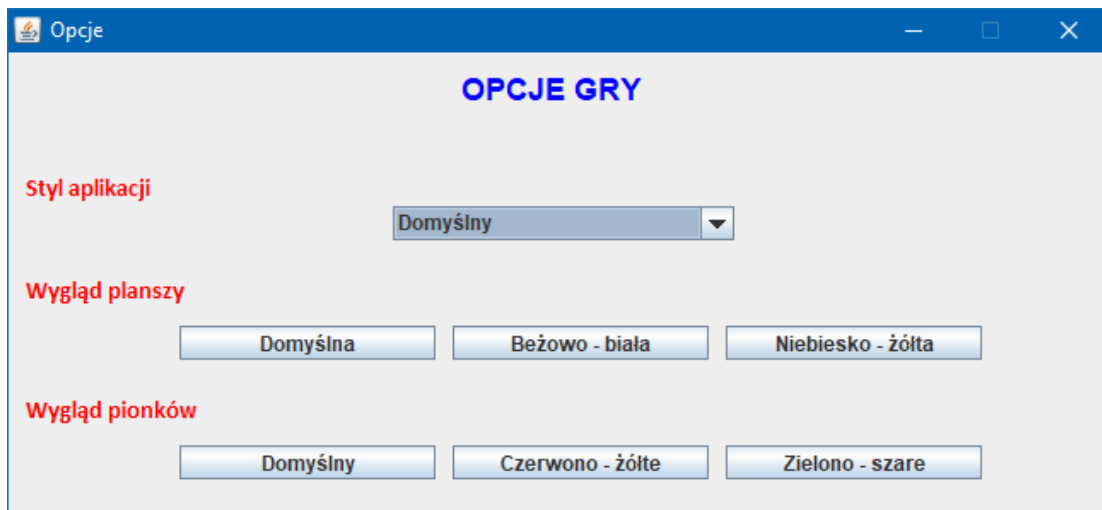 Opcje
OPCJE GRY
Styl aplikacji
Domyślny
Wygląd planszy
Domyślna Beżowo - biała Niebiesko - żółta
Wygląd pionków
Domyślny Czerwono - żółte Zielono - szare